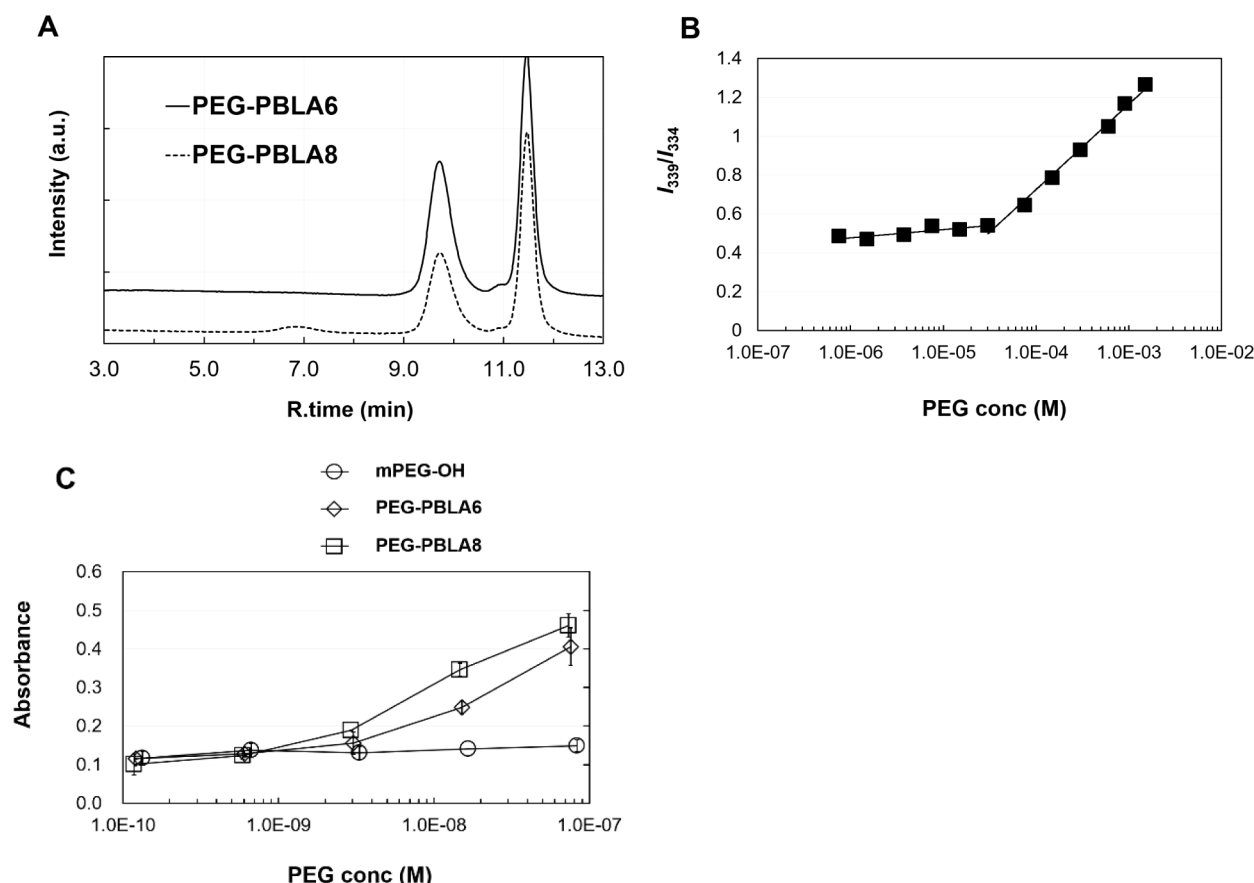 A
PEG-PBLA6
PEG-PBLA8
Intensity (a.u.)
3.0 5.0 7.0 9.0 11.0 13.0
R.time (min)
B
1.4
1.2
1
0.8
0.6
0.4
0.2
0
I339/I334
1.0E-07 1.0E-06 1.0E-05 1.0E-04 1.0E-03 1.0E-02
PEG conc (M)
C
mPEG-OH
PEG-PBLA6
PEG-PBLA8
0.6
0.5
0.4
0.3
0.2
0.1
0.0
Absorbance
1.0E-10 1.0E-09 1.0E-08 1.0E-07
PEG conc (M)